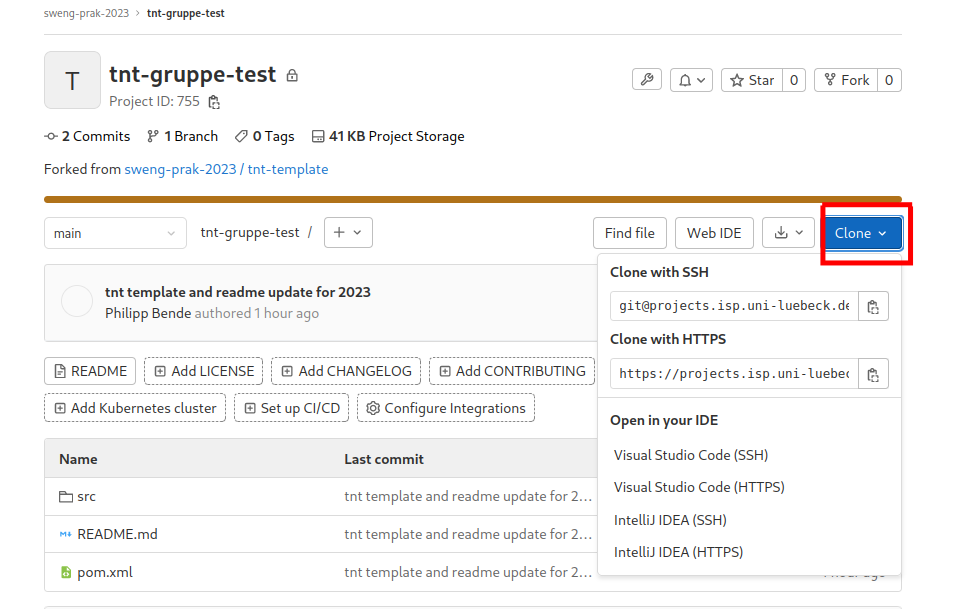 sweng-prak-2023 › tnt-gruppe-test
T
tnt-gruppe-test
Project ID: 755
Star 0
Fork 0
2 Commits 1 Branch 0 Tags 41 KB Project Storage
Forked from sweng-prak-2023 / tnt-template
main
tnt-gruppe-test /
Find file
Web IDE
Clone
tnt template and readme update for 2023
Philipp Bende authored 1 hour ago
Clone with SSH
git@projects.isp.uni-luebeck.de
Clone with HTTPS
https://projects.isp.uni-luebec
Open in your IDE
Visual Studio Code (SSH)
Visual Studio Code (HTTPS)
IntelliJ IDEA (SSH)
IntelliJ IDEA (HTTPS)
README Add LICENSE Add CHANGELOG Add CONTRIBUTING
Add Kubernetes cluster Set up CI/CD Configure Integrations
Name Last commit
src tnt template and readme update for 2...
README.md tnt template and readme update for 2...
pom.xml tnt template and readme update for 2...